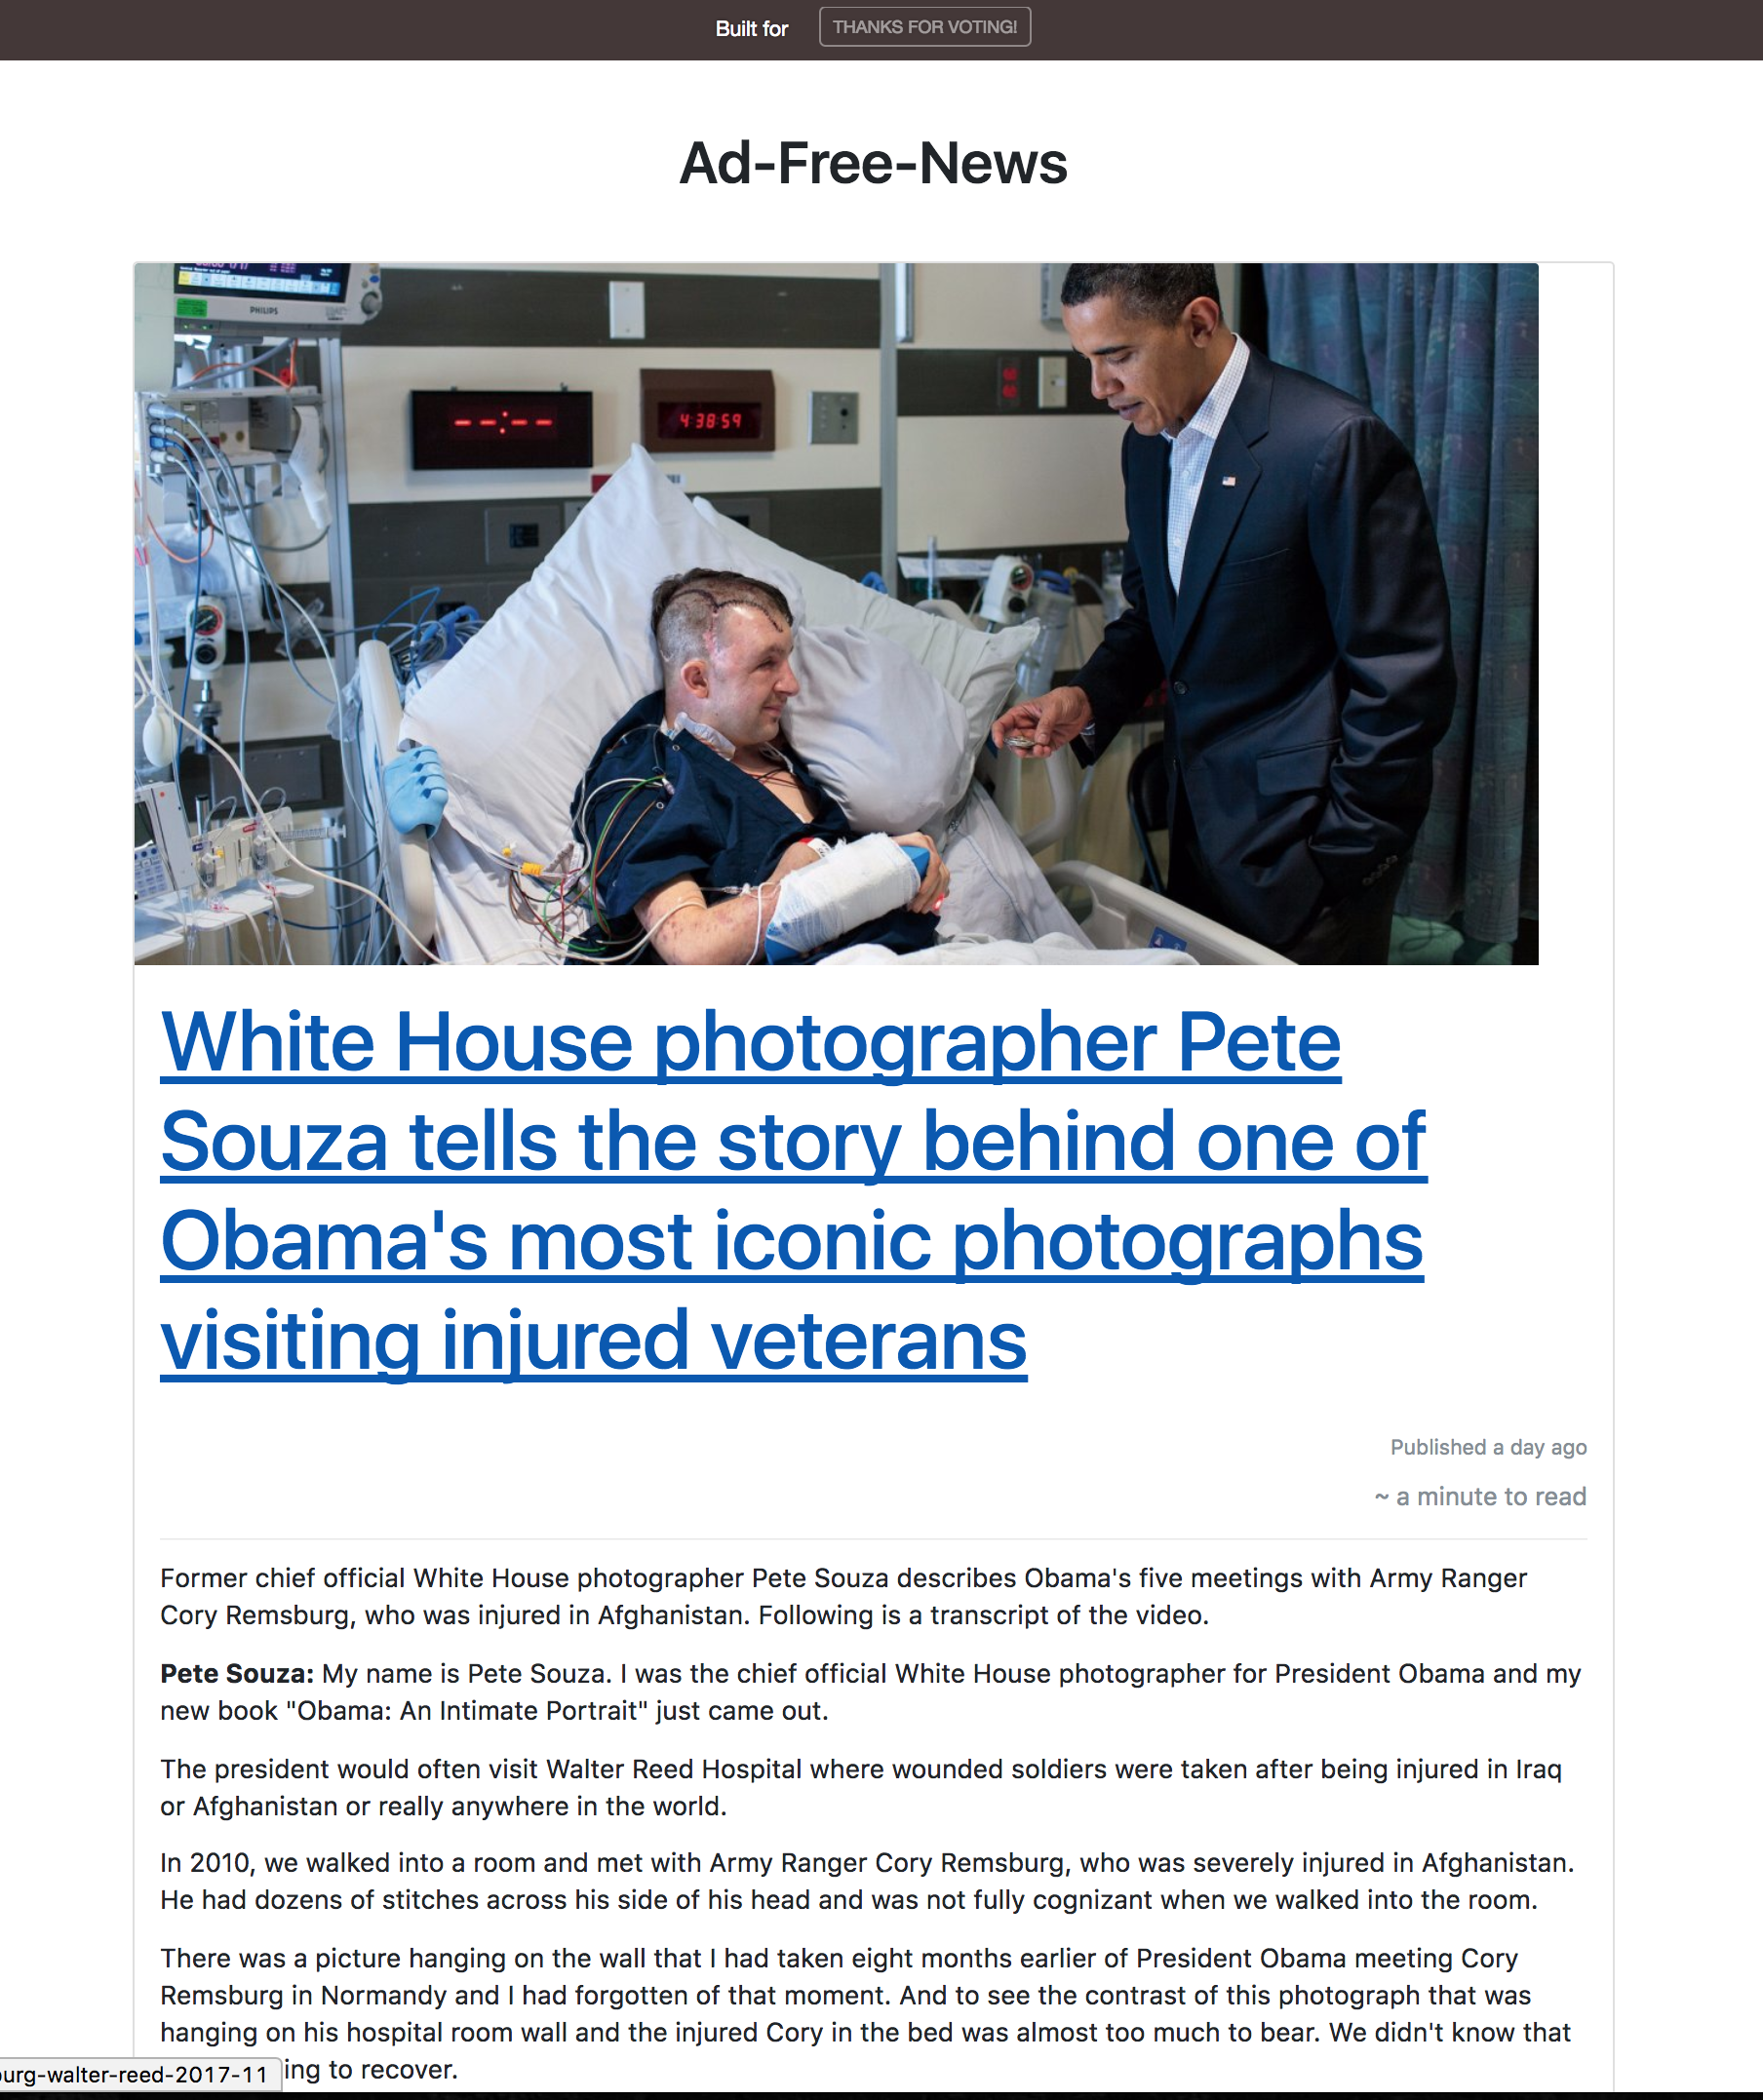 Built for THANKS FOR VOTING!
Ad-Free-News
PHILIPS
4:38:59
White House photographer Pete
Souza tells the story behind one of
Obama's most iconic photographs
visiting injured veterans
Published a day ago
~ a minute to read
Former chief official White House photographer Pete Souza describes Obama's five meetings with Army Ranger
Cory Remsburg, who was injured in Afghanistan. Following is a transcript of the video.
Pete Souza: My name is Pete Souza. I was the chief official White House photographer for President Obama and my
new book "Obama: An Intimate Portrait" just came out.
The president would often visit Walter Reed Hospital where wounded soldiers were taken after being injured in Iraq
or Afghanistan or really anywhere in the world.
In 2010, we walked into a room and met with Army Ranger Cory Remsburg, who was severely injured in Afghanistan.
He had dozens of stitches across his side of his head and was not fully cognizant when we walked into the room.
There was a picture hanging on the wall that I had taken eight months earlier of President Obama meeting Cory
Remsburg in Normandy and I had forgotten of that moment. And to see the contrast of this photograph that was
hanging on his hospital room wall and the injured Cory in the bed was almost too much to bear. We didn't know that
ing to recover.
urg-walter-reed-2017-11